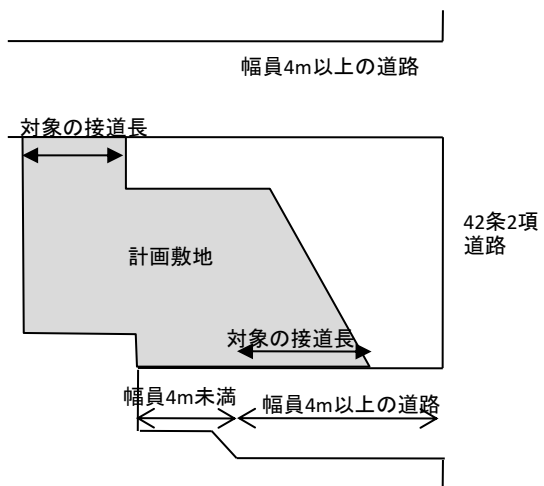 幅員4m以上の道路
対象の接道長
42条2項
道路
計画敷地
対象の接道長
幅員4m未満
幅員4m以上の道路